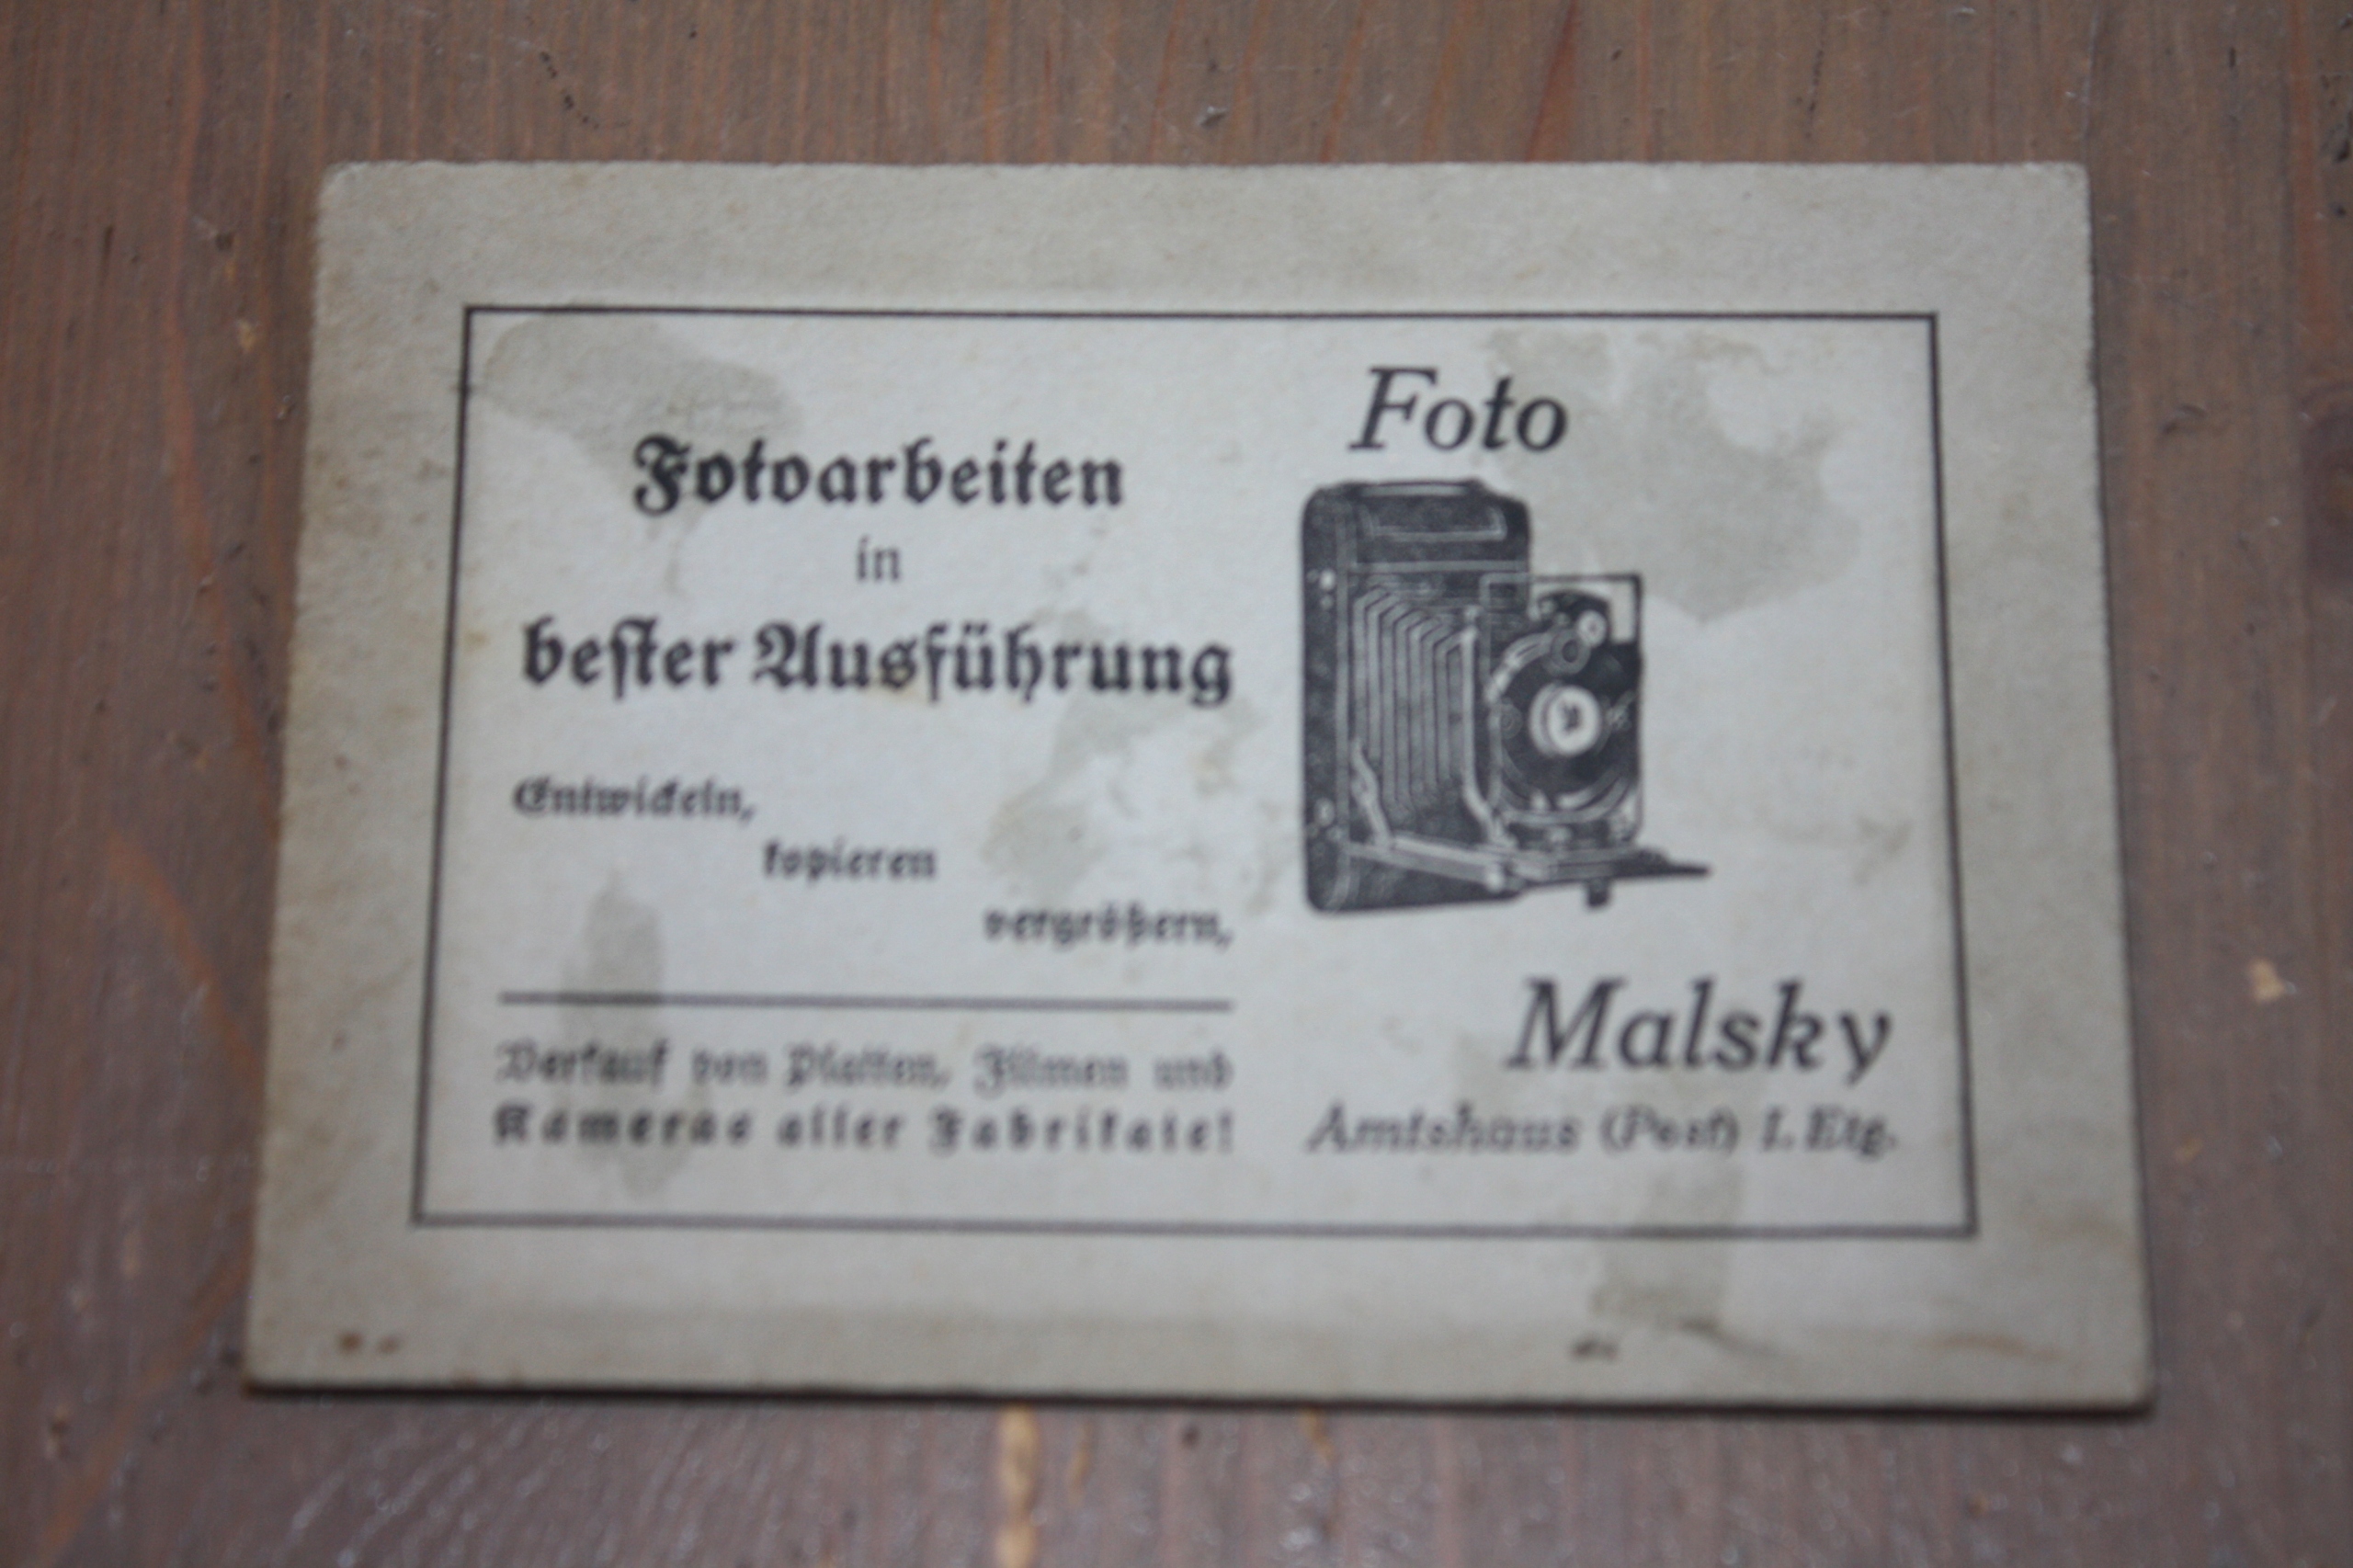 Fotoarbeiten
in
bester Ausführung
Entwickeln,
kopieren
vergrößern,
Verkauf von Platten, Filmen und
Kameras aller Fabrikate!
Foto
Malsky
Amtshaus (Post) I. Etg.